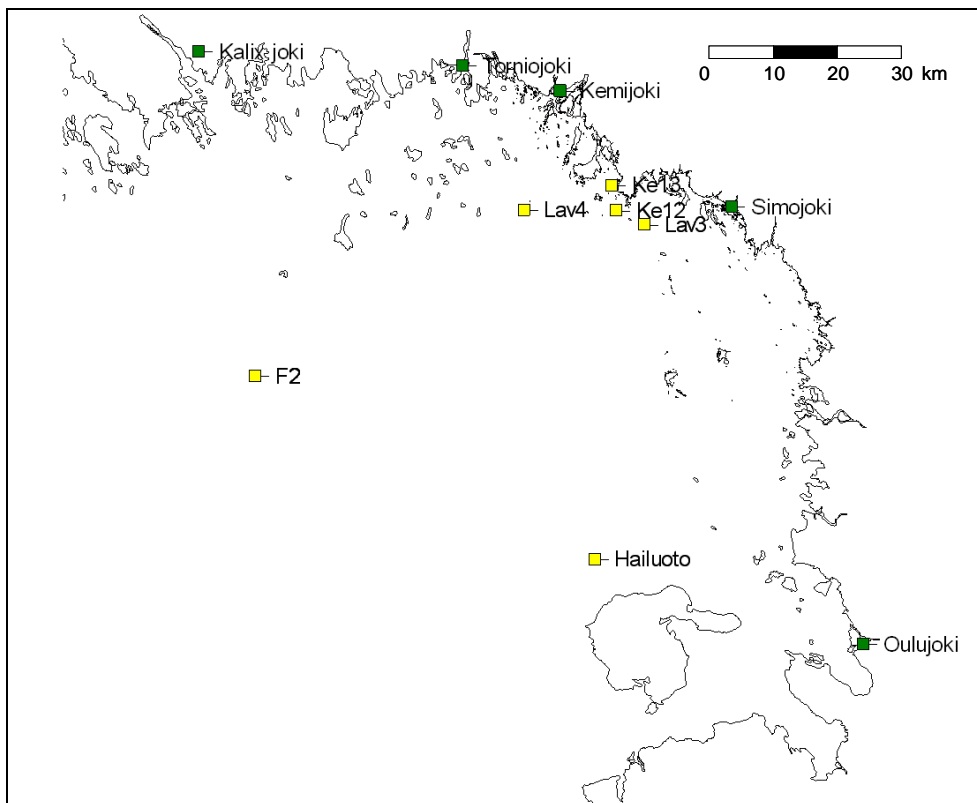 Kalix joki
Torniojoki
Kemijoki
0 10 20 30 km
Ke13
Simojoki
Lav4
Ke12
Lav3
F2
Hailuoto
Oulujoki